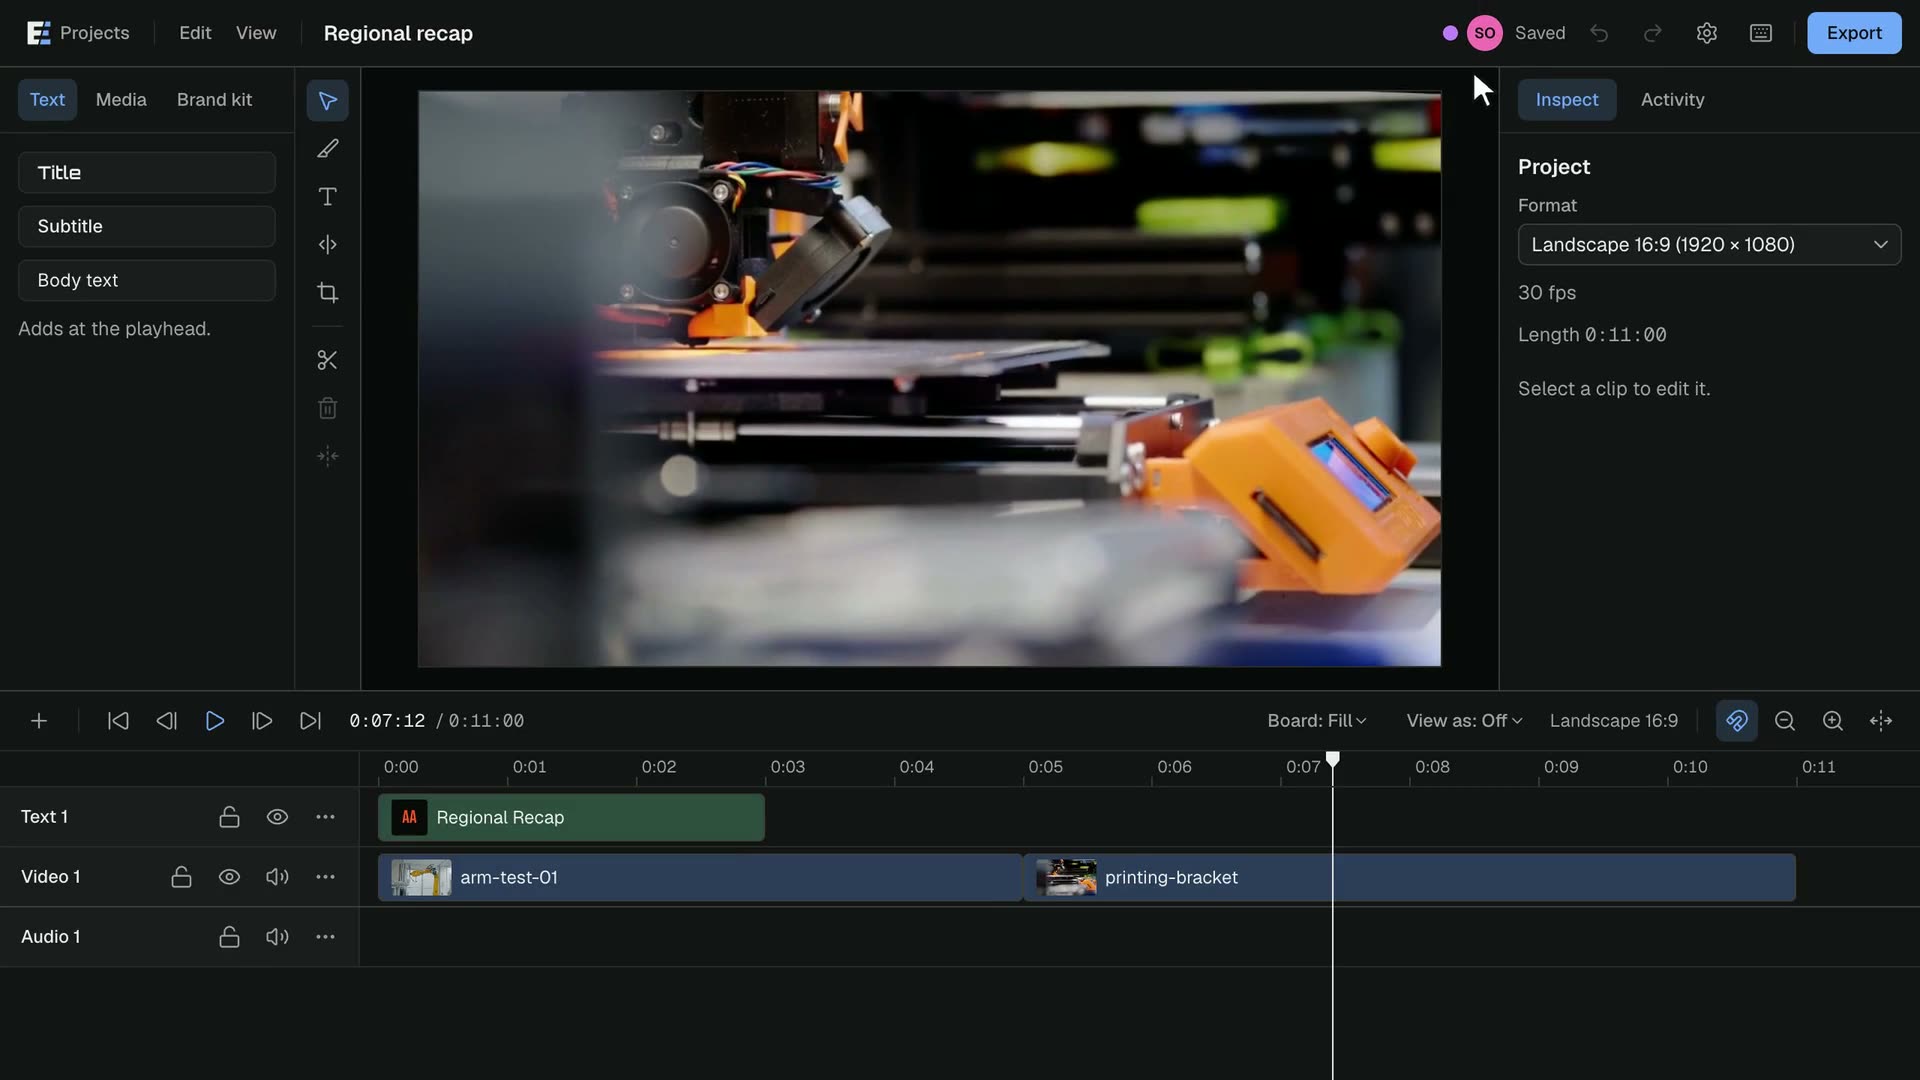 Projects Edit View Regional recap SO Saved Export
Text Media Brand kit
Title
Subtitle
Body text
Adds at the playhead.
Inspect Activity
Project
Format
Landscape 16:9 (1920 × 1080)
30 fps
Length 0:11:00
Select a clip to edit it.
0:07:12 / 0:11:00 Board: Fill View as: Off Landscape 16:9
0:00 0:01 0:02 0:03 0:04 0:05 0:06 0:07 0:08 0:09 0:10 0:11
Text 1 AA Regional Recap
Video 1 arm-test-01 printing-bracket
Audio 1